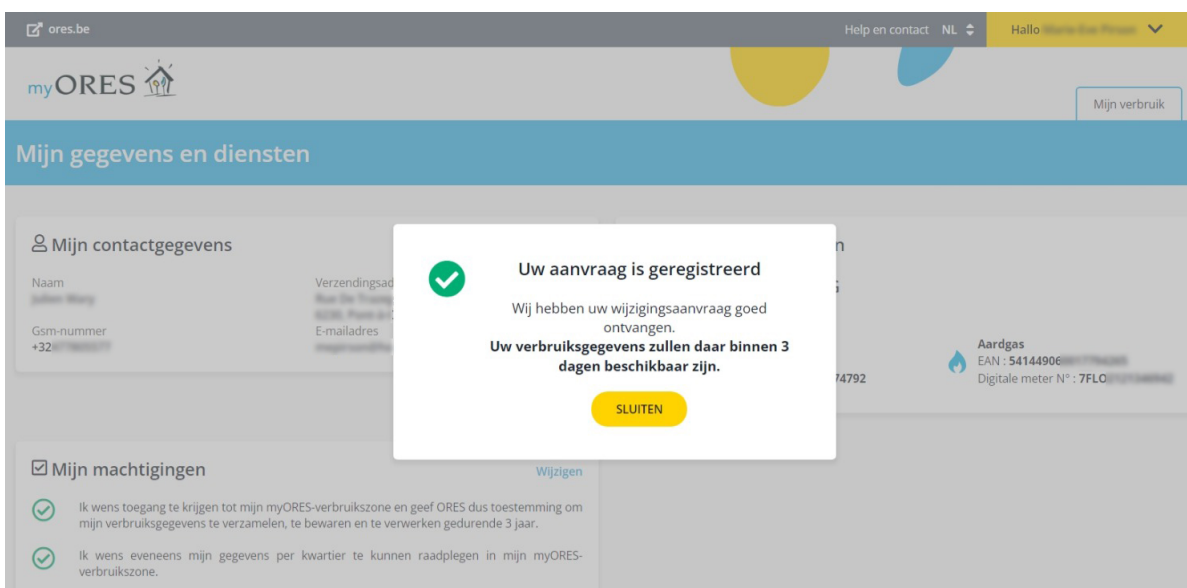 ores.be
Help en contact NL
Hallo
myORES
Mijn verbruik
Mijn gegevens en diensten
Mijn contactgegevens
Naam
Verzendingsad
6230, Pont-à-
Gsm-nummer
+32
E-mailadres
n
Uw aanvraag is geregistreerd
Wij hebben uw wijzigingsaanvraag goed
ontvangen.
Uw verbruiksgegevens zullen daar binnen 3
dagen beschikbaar zijn.
SLUITEN
74792
Aardgas
EAN : 54144906
Digitale meter N° : 7FLO
Mijn machtigingen
Wijzigen
Ik wens toegang te krijgen tot mijn myORES-verbruikszone en geef ORES dus toestemming om
mijn verbruiksgegevens te verzamelen, te bewaren en te verwerken gedurende 3 jaar.
Ik wens eveneens mijn gegevens per kwartier te kunnen raadplegen in mijn myORES-
verbruikszone.